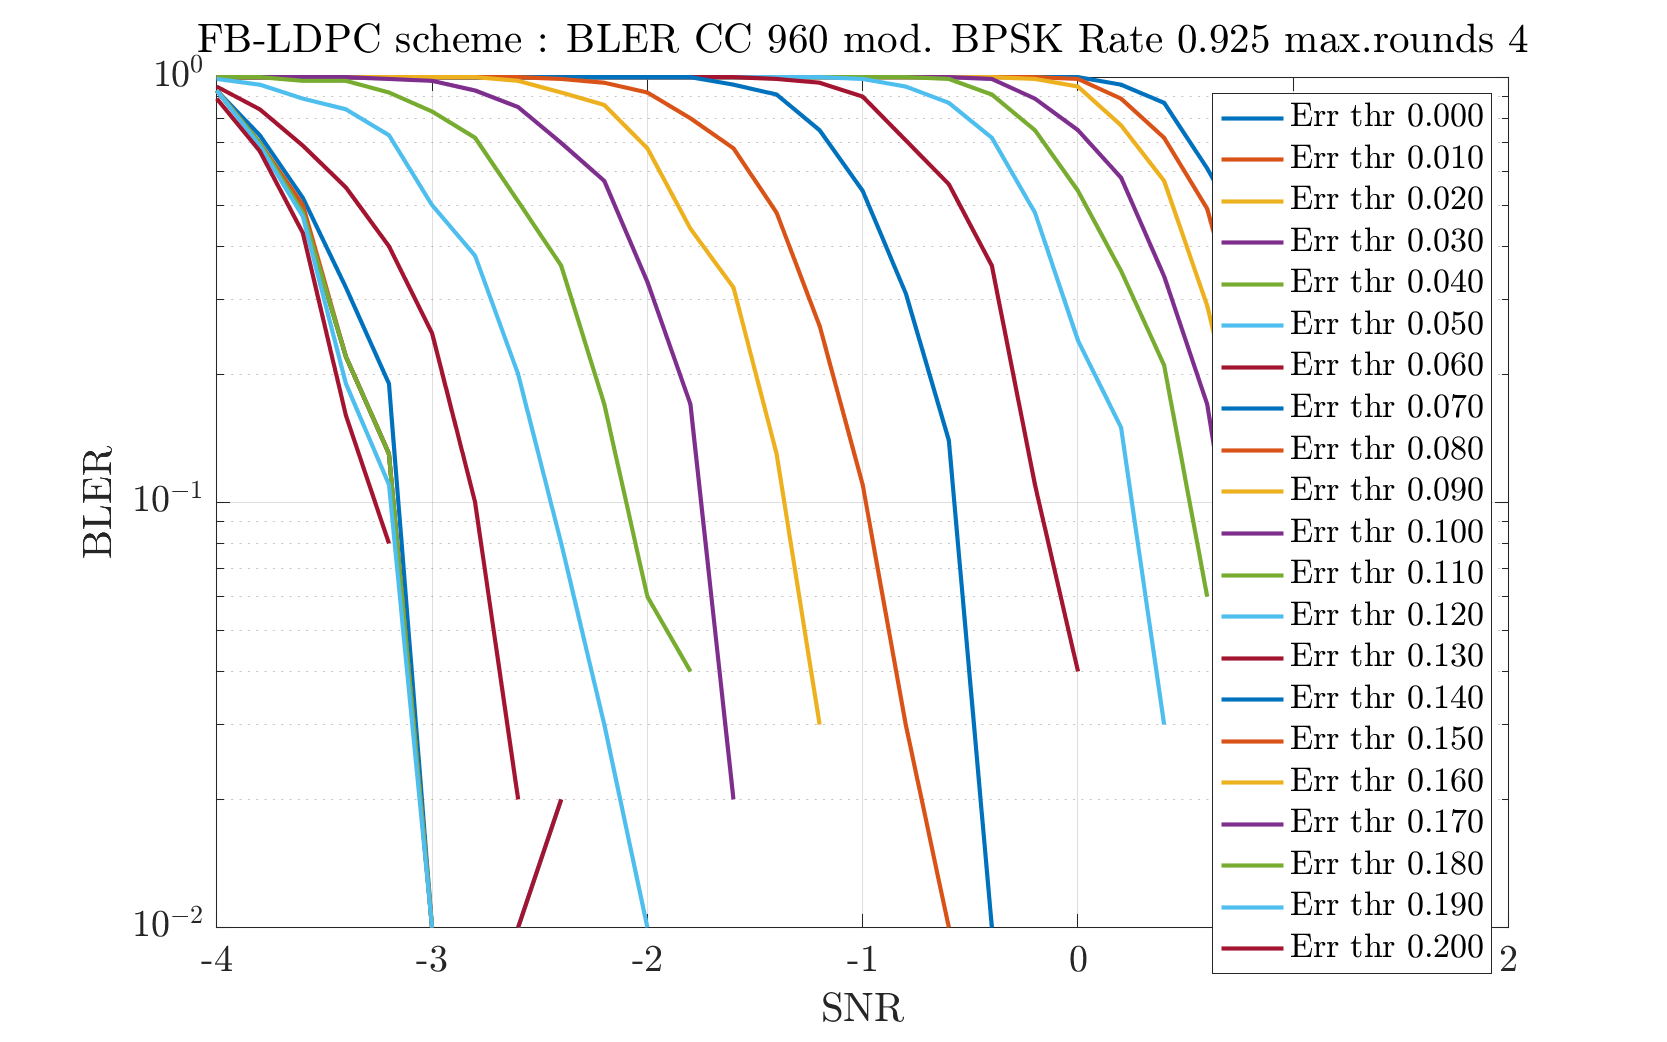 FB-LDPC scheme : BLER CC 960 mod. BPSK Rate 0.925 max.rounds 4
10^0
10^-1
10^-2
BLER
-4 -3 -2 -1 0 2
SNR
Err thr 0.000
Err thr 0.010
Err thr 0.020
Err thr 0.030
Err thr 0.040
Err thr 0.050
Err thr 0.060
Err thr 0.070
Err thr 0.080
Err thr 0.090
Err thr 0.100
Err thr 0.110
Err thr 0.120
Err thr 0.130
Err thr 0.140
Err thr 0.150
Err thr 0.160
Err thr 0.170
Err thr 0.180
Err thr 0.190
Err thr 0.200